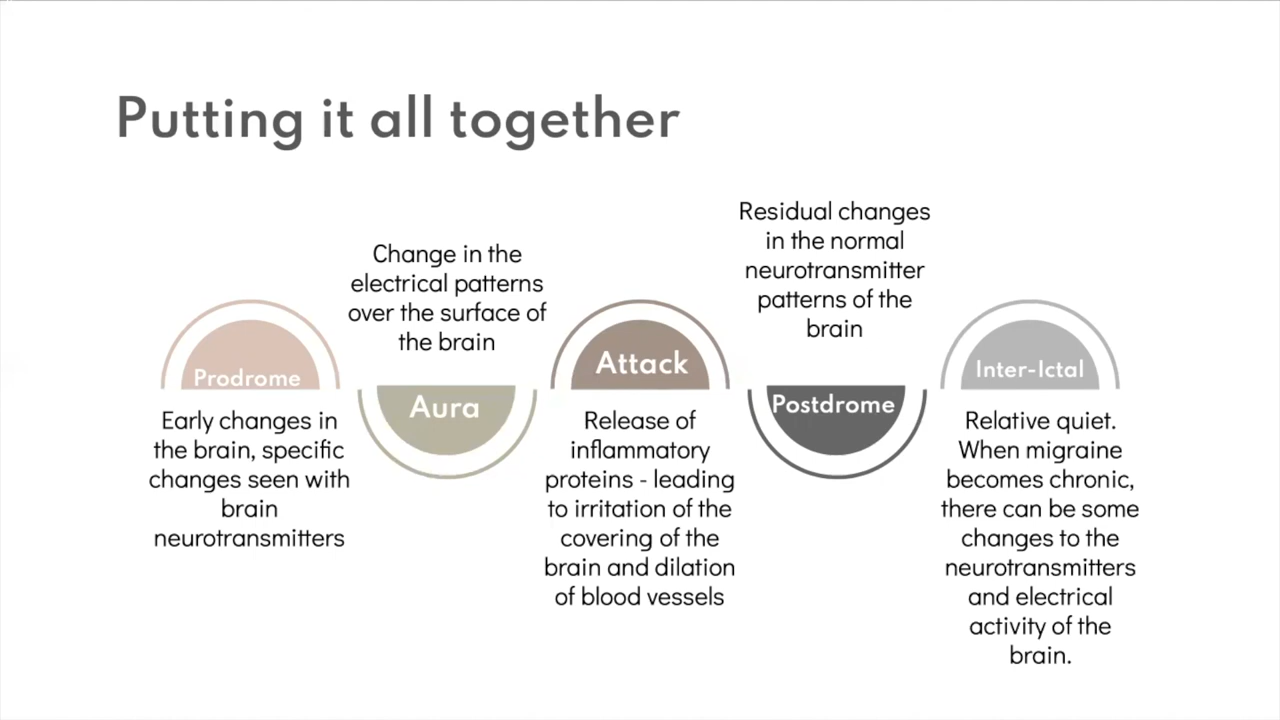 Putting it all together
Prodrome
Early changes in
the brain, specific
changes seen with
brain
neurotransmitters
Change in the
electrical patterns
over the surface of
the brain
Aura
Attack
Release of
inflammatory
proteins - leading
to irritation of the
covering of the
brain and dilation
of blood vessels
Residual changes
in the normal
neurotransmitter
patterns of the
brain
Postdrome
Inter-Ictal
Relative quiet.
When migraine
becomes chronic,
there can be some
changes to the
neurotransmitters
and electrical
activity of the
brain.